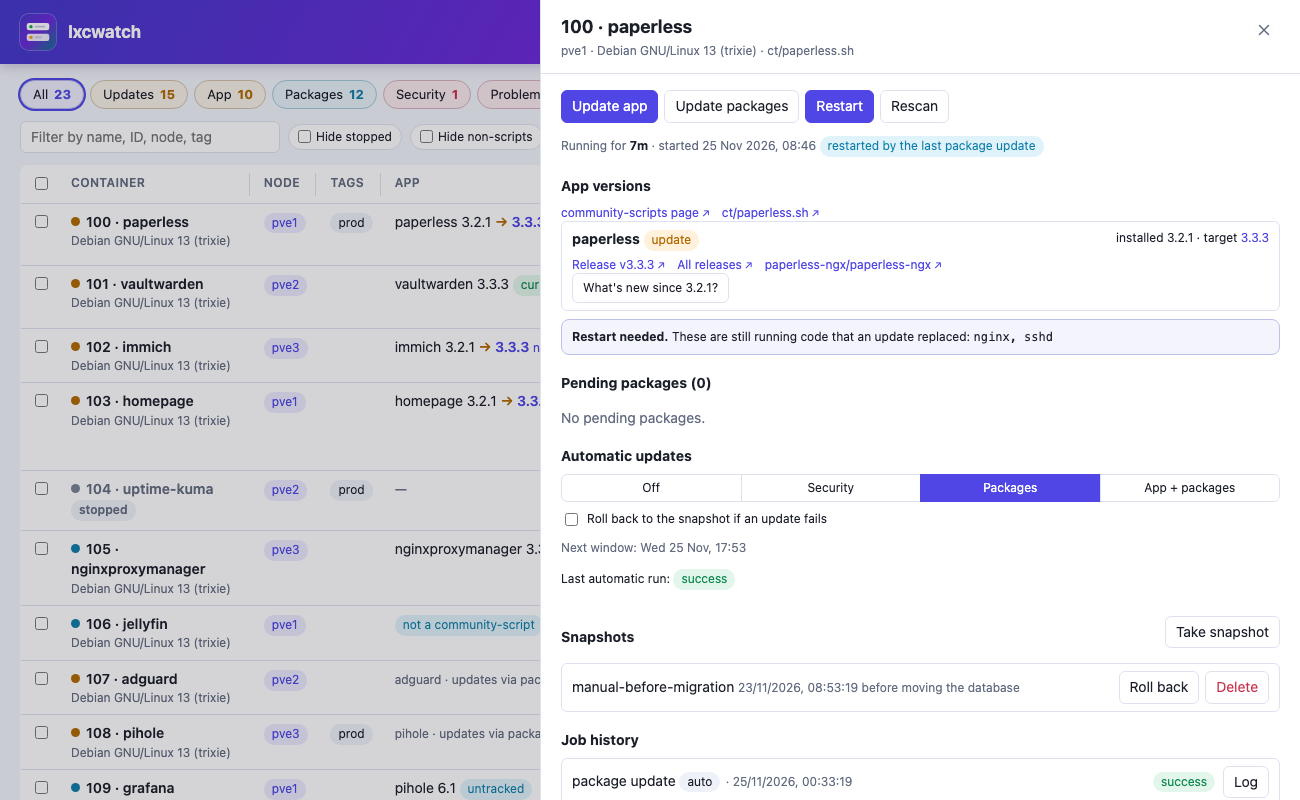 lxcwatch
All 23
Updates 15
App 10
Packages 12
Security 1
Problem
Filter by name, ID, node, tag
Hide stopped
Hide non-scripts
CONTAINER NODE TAGS APP
100 · paperless pve1 prod paperless 3.2.1 → 3.3.3
Debian GNU/Linux 13 (trixie)
101 · vaultwarden pve2 vaultwarden 3.3.3 cur
Debian GNU/Linux 13 (trixie)
102 · immich pve3 immich 3.2.1 → 3.3.3 n
Debian GNU/Linux 13 (trixie)
103 · homepage pve1 homepage 3.2.1 → 3.3.
Debian GNU/Linux 13 (trixie)
104 · uptime-kuma pve2 prod —
stopped
105 ·
nginxproxymanager pve3 nginxproxymanager 3.
Debian GNU/Linux 13 (trixie)
106 · jellyfin pve1 not a community-script
Debian GNU/Linux 13 (trixie)
107 · adguard pve2 adguard · updates via pac
Debian GNU/Linux 13 (trixie)
108 · pihole pve3 prod pihole · updates via packa
Debian GNU/Linux 13 (trixie)
109 · grafana pve1 pihole 6.1 untracked
100 · paperless
pve1 · Debian GNU/Linux 13 (trixie) · ct/paperless.sh
Update app
Update packages
Restart
Rescan
Running for 7m · started 25 Nov 2026, 08:46 restarted by the last package update
App versions
community-scripts page ↗ ct/paperless.sh ↗
paperless update installed 3.2.1 · target 3.3.3
Release v3.3.3 ↗ All releases ↗ paperless-ngx/paperless-ngx ↗
What's new since 3.2.1?
Restart needed. These are still running code that an update replaced: nginx, sshd
Pending packages (0)
No pending packages.
Automatic updates
Off Security Packages App + packages
Roll back to the snapshot if an update fails
Next window: Wed 25 Nov, 17:53
Last automatic run: success
Snapshots Take snapshot
manual-before-migration 23/11/2026, 08:53:19 before moving the database Roll back Delete
Job history
package update auto · 25/11/2026, 00:33:19 success Log